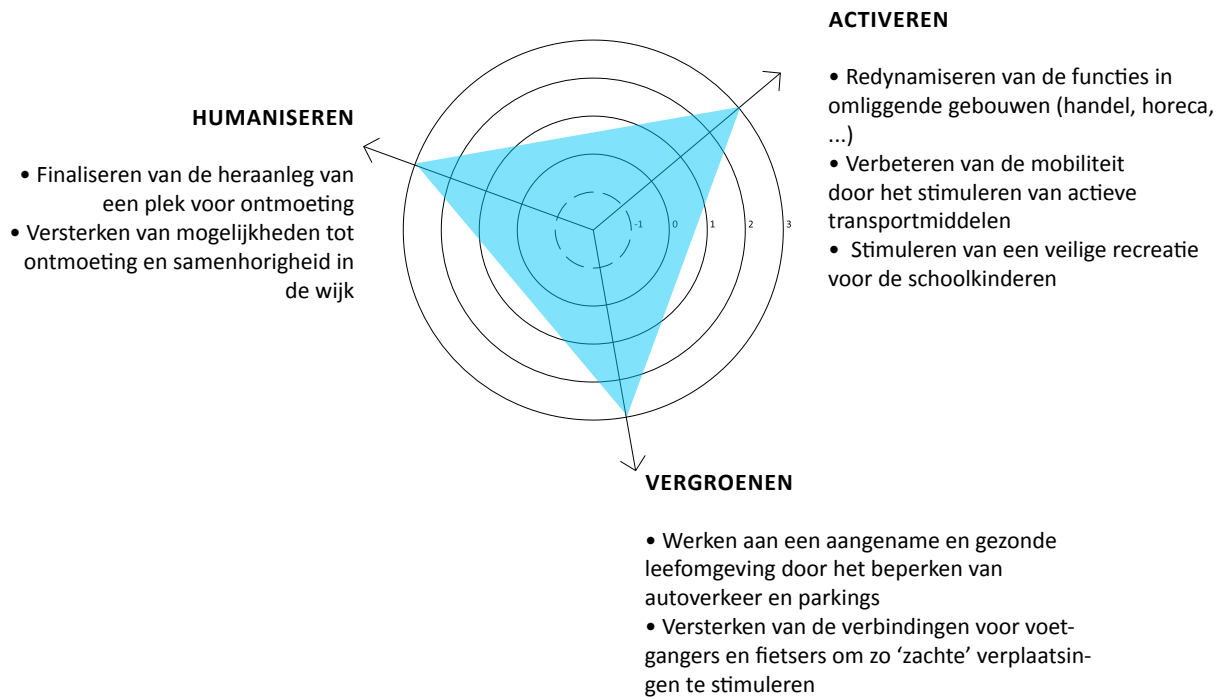 ACTIVEREN
• Redynamiseren van de functies in
omliggende gebouwen (handel, horeca,
...)
• Verbeteren van de mobiliteit
door het stimuleren van actieve
transportmiddelen
• Stimuleren van een veilige recreatie
voor de schoolkinderen
HUMANISEREN
• Finaliseren van de heraanleg van
een plek voor ontmoeting
• Versterken van mogelijkheden tot
ontmoeting en samenhorigheid in
de wijk
-1 0 1 2 3
VERGROENEN
• Werken aan een aangename en gezonde
leefomgeving door het beperken van
autoverkeer en parkings
• Versterken van de verbindingen voor voet-
gangers en fietsers om zo ‘zachte’ verplaatsin-
gen te stimuleren